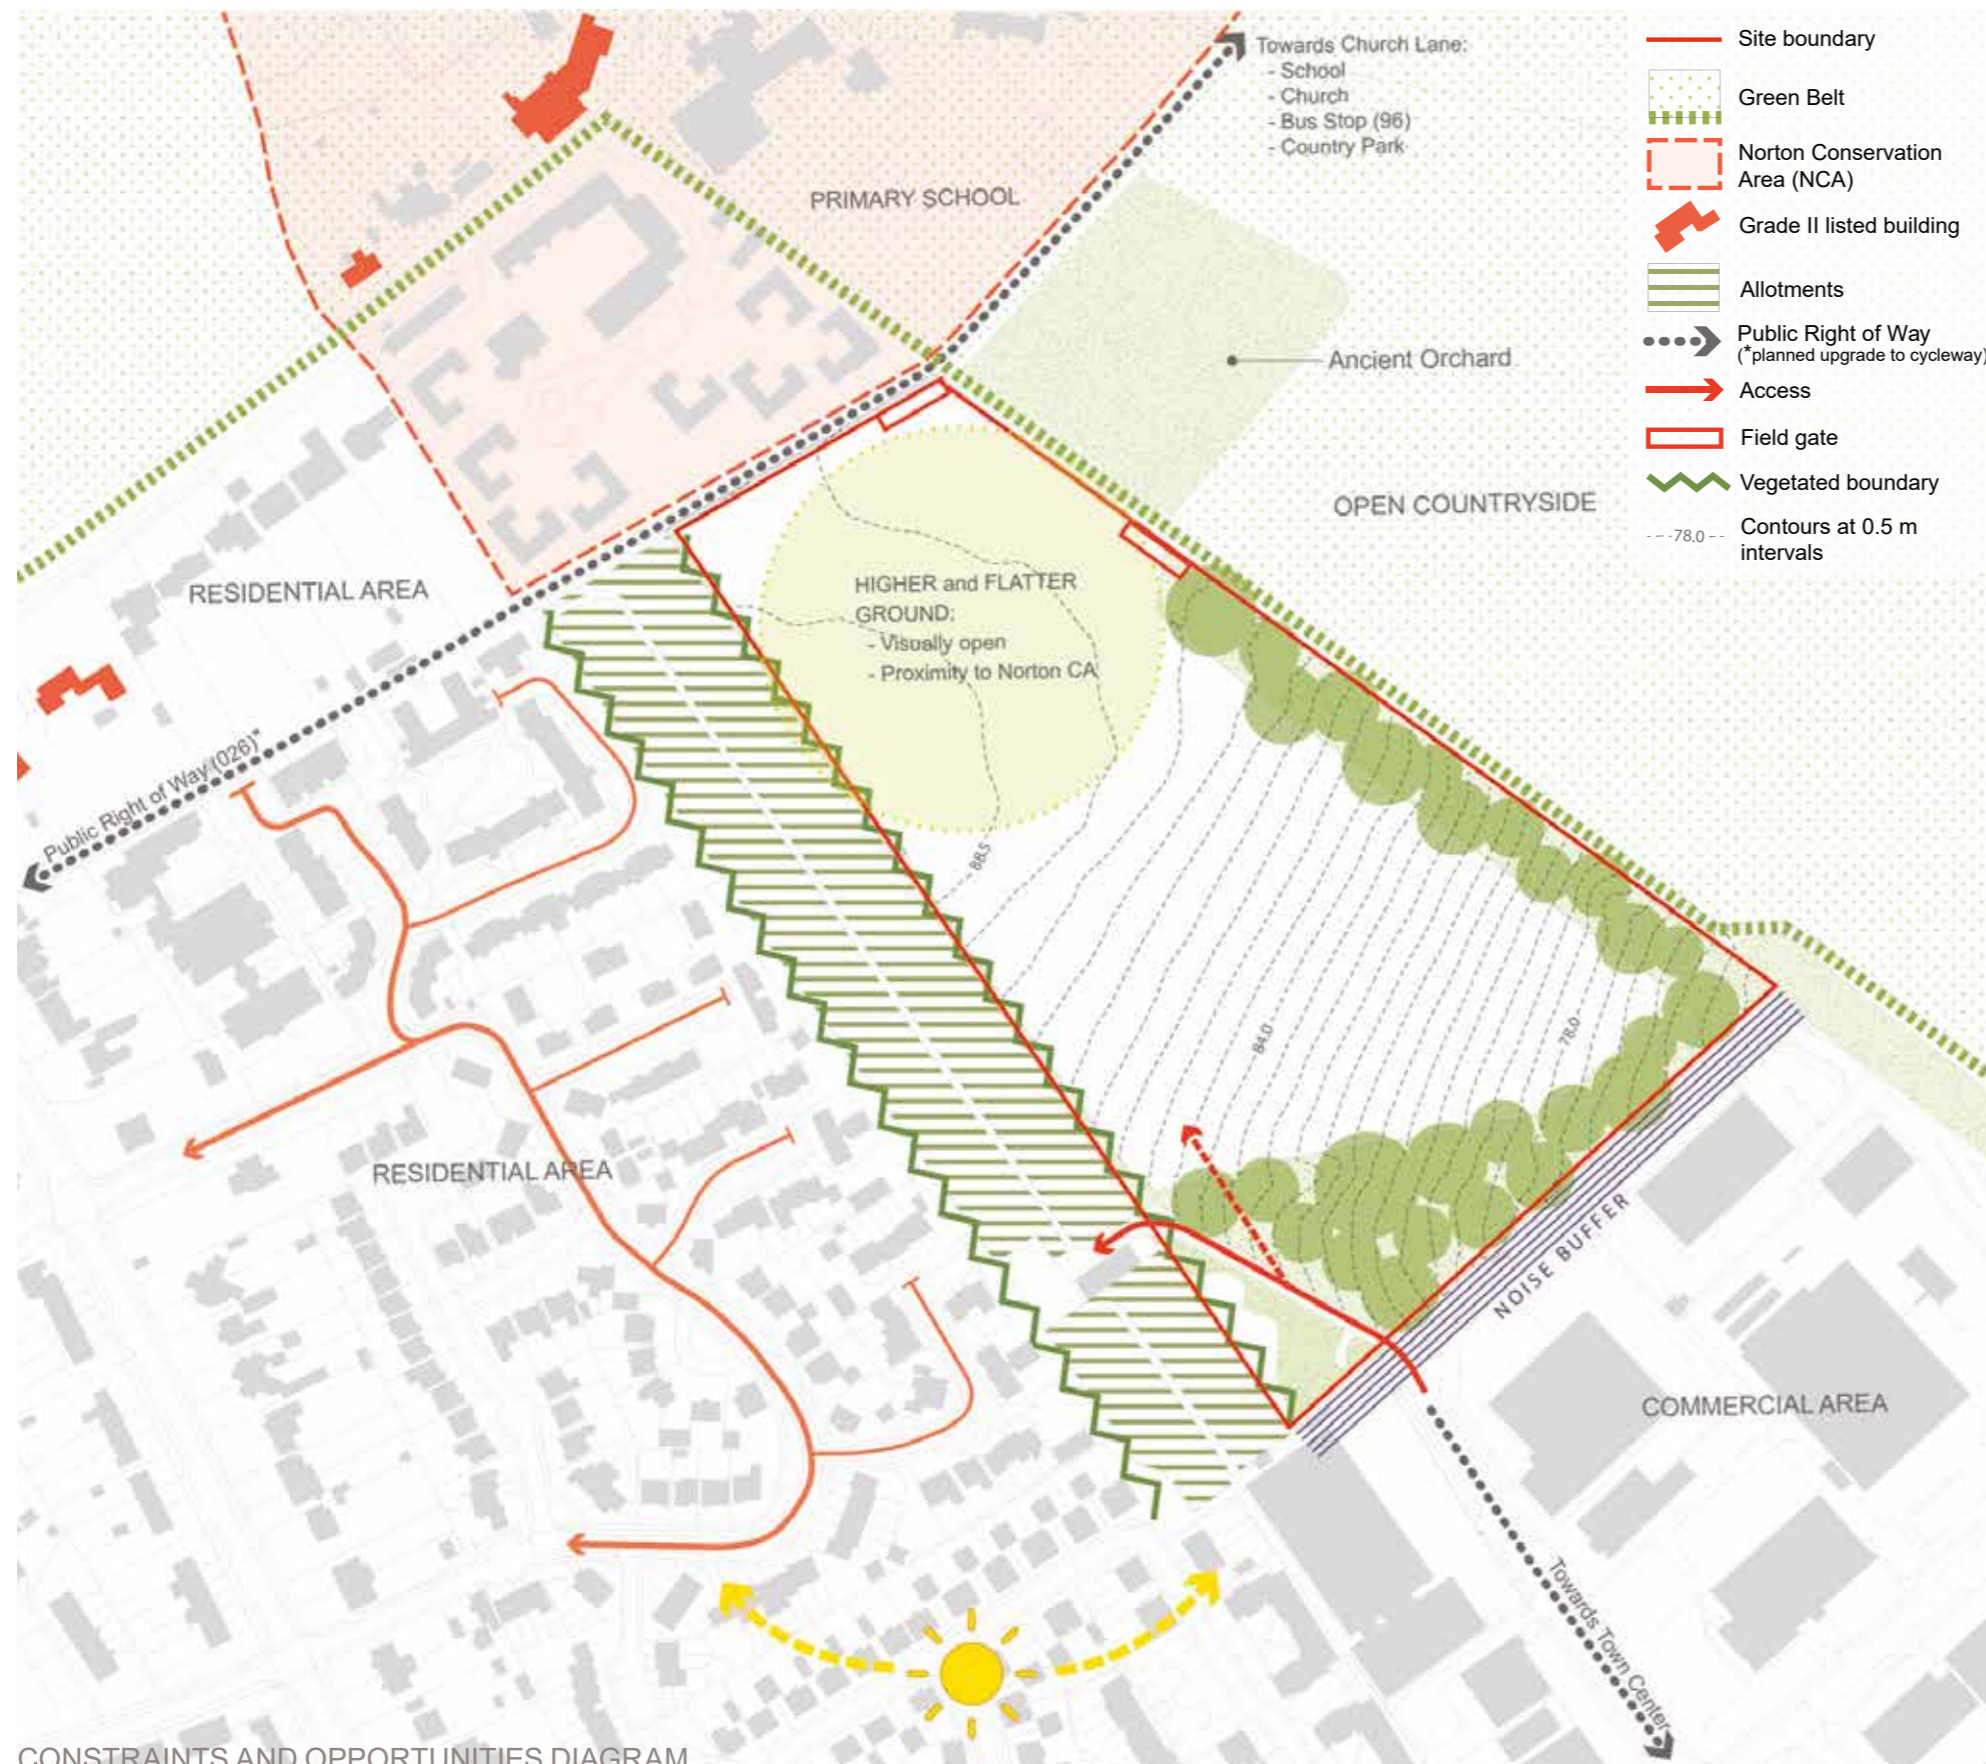 Towards Church Lane:
- School
- Church
- Bus Stop (96)
- Country Park
PRIMARY SCHOOL
Ancient Orchard
OPEN COUNTRYSIDE
RESIDENTIAL AREA
HIGHER and FLATTER
GROUND:
- Visually open
- Proximity to Norton CA
Public Right of Way (026)*
88.5
84.0
78.0
RESIDENTIAL AREA
NOISE BUFFER
COMMERCIAL AREA
Towards Town Center
CONSTRAINTS AND OPPORTUNITIES DIAGRAM
Site boundary
Green Belt
Norton Conservation
Area (NCA)
Grade II listed building
Allotments
Public Right of Way
(*planned upgrade to cycleway)
Access
Field gate
Vegetated boundary
78.0
Contours at 0.5 m
intervals